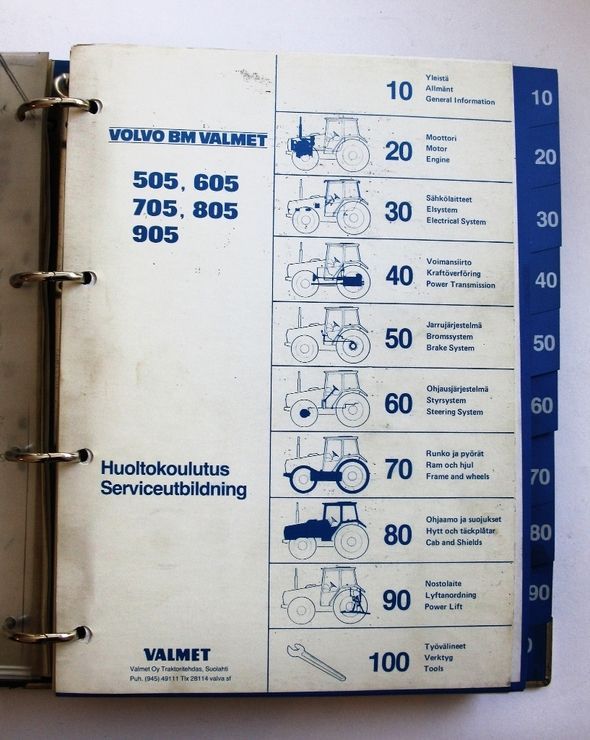 VOLVO BM VALMET
505, 605
705, 805
905
Huoltokoulutus
Serviceutbildning
VALMET
Valmet Oy Traktoritehdas, Suolahti
Puh. (945) 49111 Tlx 28114 valva sf
10
Yleistä
Allmänt
General Information
20
Moottori
Motor
Engine
30
Sähkölaitteet
Elsystem
Electrical System
40
Voimansiirto
Kraftöverföring
Power Transmission
50
Jarrujärjestelmä
Bromssystem
Brake System
60
Ohjausjärjestelmä
Styrsystem
Steering System
70
Runko ja pyörät
Ram och hjul
Frame and wheels
80
Ohjaamo ja suojukset
Hytt och täckplåtar
Cab and Shields
90
Nostolaite
Lyftanordning
Power Lift
100
Työvälineet
Verktyg
Tools
10
20
30
40
50
60
70
80
90